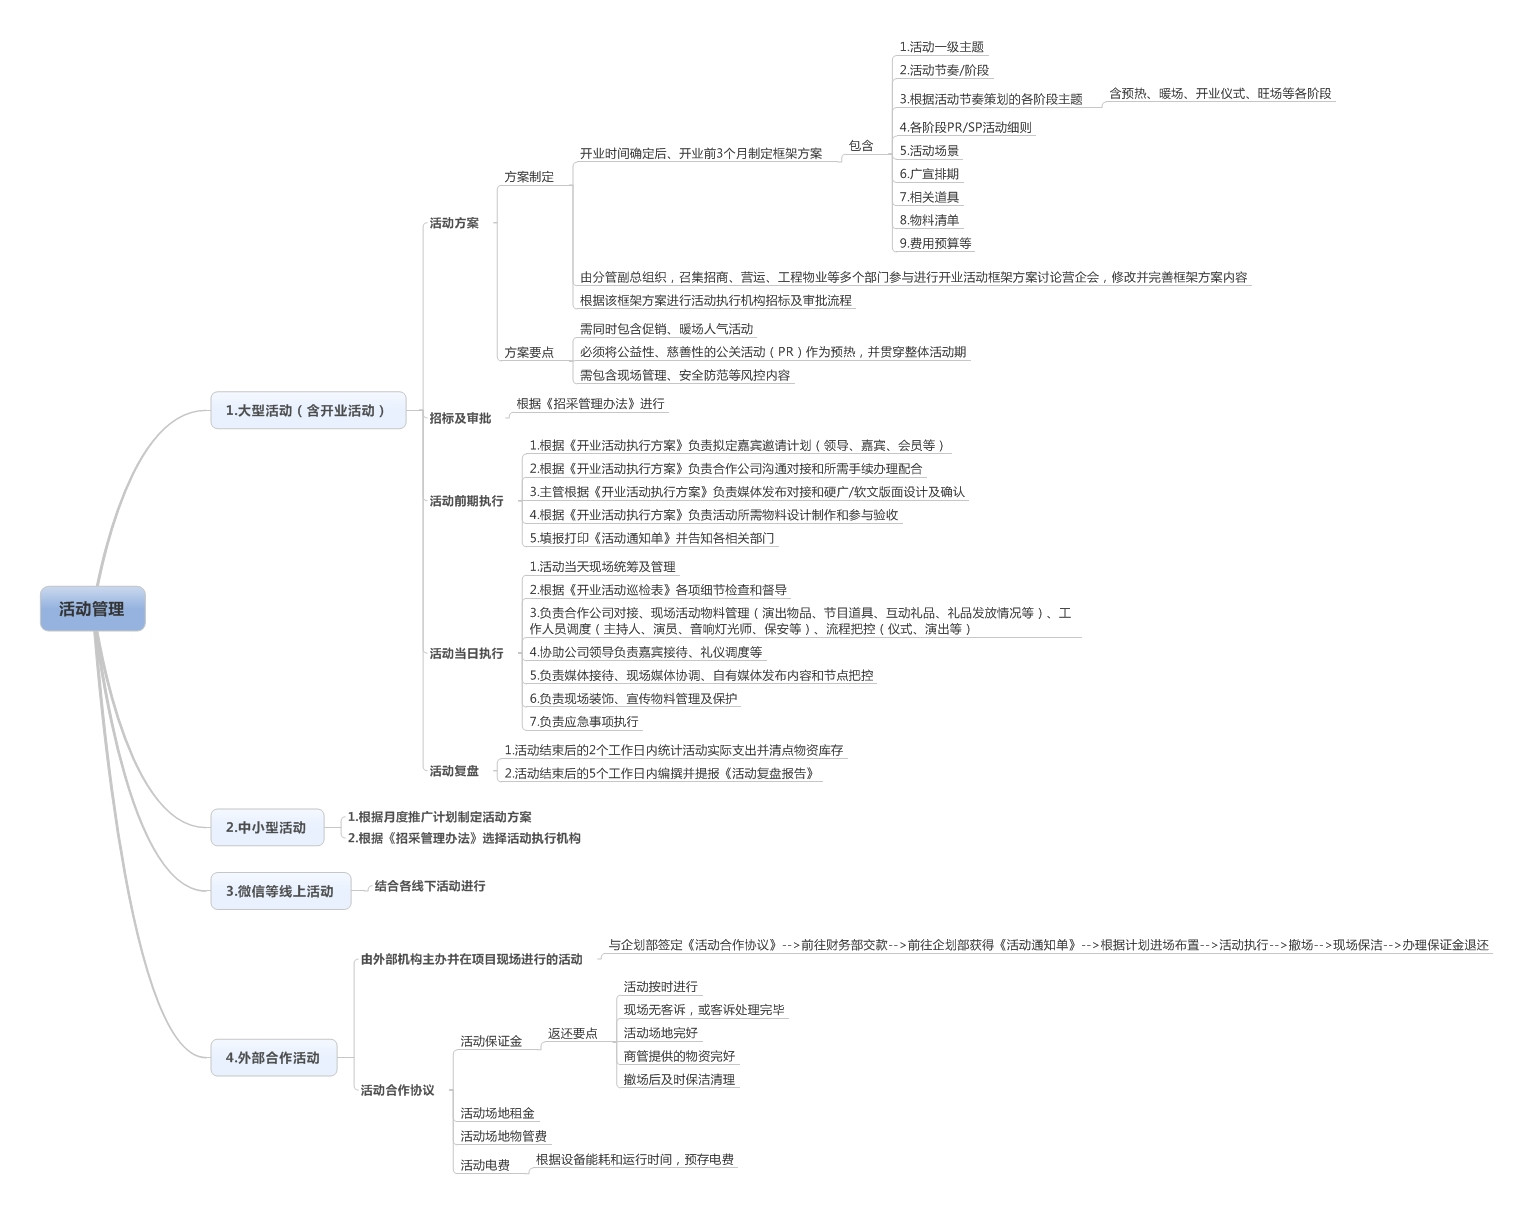 活动管理
1.大型活动（含开业活动）
活动方案
方案制定
开业时间确定后、开业前3个月制定框架方案
包含
1.活动一级主题
2.活动节奏/阶段
3.根据活动节奏策划的各阶段主题
含预热、暖场、开业仪式、旺场等各阶段
4.各阶段PR/SP活动细则
5.活动场景
6.广宣排期
7.相关道具
8.物料清单
9.费用预算等
由分管副总组织，召集招商、营运、工程物业等多个部门参与进行开业活动框架方案讨论营企会，修改并完善框架方案内容
根据该框架方案进行活动执行机构招标及审批流程
方案要点
需同时包含促销、暖场人气活动
必须将公益性、慈善性的公关活动（PR）作为预热，并贯穿整体活动期
需包含现场管理、安全防范等风控内容
招标及审批
根据《招采管理办法》进行
活动前期执行
1.根据《开业活动执行方案》负责拟定嘉宾邀请计划（领导、嘉宾、会员等）
2.根据《开业活动执行方案》负责合作公司沟通对接和所需手续办理配合
3.主管根据《开业活动执行方案》负责媒体发布对接和硬广/软文版面设计及确认
4.根据《开业活动执行方案》负责活动所需物料设计制作和参与验收
5.填报打印《活动通知单》并告知各相关部门
活动当日执行
1.活动当天现场统筹及管理
2.根据《开业活动巡检表》各项细节检查和督导
3.负责合作公司对接、现场活动物料管理（演出物品、节目道具、互动礼品、礼品发放情况等）、工
作人员调度（主持人、演员、音响灯光师、保安等）、流程把控（仪式、演出等）
4.协助公司领导负责嘉宾接待、礼仪调度等
5.负责媒体接待、现场媒体协调、自有媒体发布内容和节点把控
6.负责现场装饰、宣传物料管理及保护
7.负责应急事项执行
活动复盘
1.活动结束后的2个工作日内统计活动实际支出并清点物资库存
2.活动结束后的5个工作日内编撰并提报《活动复盘报告》
2.中小型活动
1.根据月度推广计划制定活动方案
2.根据《招采管理办法》选择活动执行机构
3.微信等线上活动
结合各线下活动进行
4.外部合作活动
由外部机构主办并在项目现场进行的活动
与企划部签定《活动合作协议》-->前往财务部交款-->前往企划部获得《活动通知单》-->根据计划进场布置-->活动执行-->撤场-->现场保洁-->办理保证金退还
活动合作协议
活动保证金
返还要点
活动按时进行
现场无客诉，或客诉处理完毕
活动场地完好
商管提供的物资完好
撤场后及时保洁清理
活动场地租金
活动场地物管费
活动电费
根据设备能耗和运行时间，预存电费